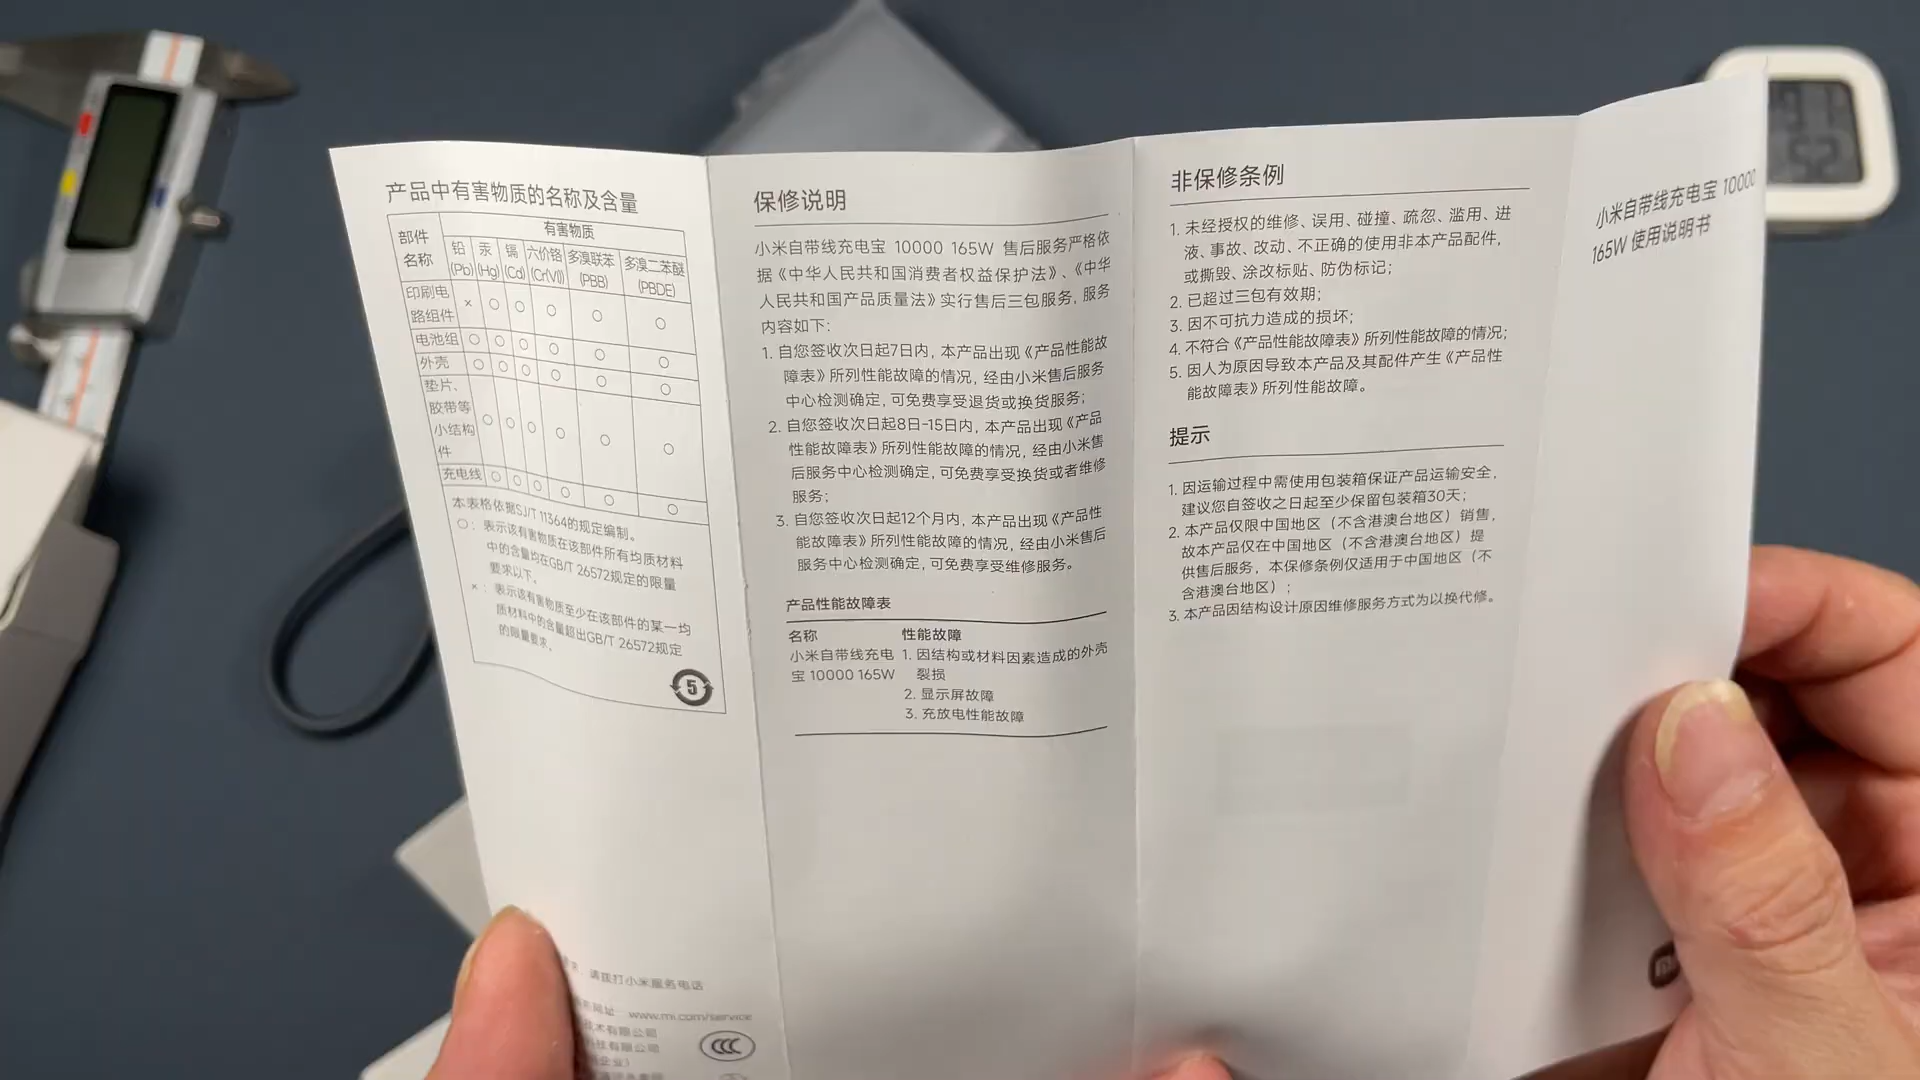 产品中有害物质的名称及含量
部件名称 有害物质
铅(Pb) 汞(Hg) 镉(Cd) 六价铬(Cr(VI)) 多溴联苯(PBB) 多溴二苯醚(PBDE)
印刷电路组件 × ○ ○ ○ ○ ○
电池组 ○ ○ ○ ○ ○ ○
外壳 ○ ○ ○ ○ ○ ○
垫片、胶带等小结构件 ○ ○ ○ ○ ○ ○
充电线 ○ ○ ○ ○ ○ ○
本表格依据SJ/T 11364的规定编制。
○：表示该有害物质在该部件所有均质材料
中的含量均在GB/T 26572规定的限量
要求以下。
×：表示该有害物质至少在该部件的某一均
质材料中的含量超出GB/T 26572规定
的限量要求。
5
请拨打小米服务电话
网址：www.mi.com/service
技术有限公司
科技有限公司
企业)
CCC
保修说明
小米自带线充电宝 10000 165W 售后服务严格依
据《中华人民共和国消费者权益保护法》、《中华
人民共和国产品质量法》实行售后三包服务, 服务
内容如下:
1. 自您签收次日起7日内, 本产品出现《产品性能故
障表》所列性能故障的情况, 经由小米售后服务
中心检测确定, 可免费享受退货或换货服务;
2. 自您签收次日起8日-15日内, 本产品出现《产品
性能故障表》所列性能故障的情况, 经由小米售
后服务中心检测确定, 可免费享受换货或者维修
服务;
3. 自您签收次日起12个月内, 本产品出现《产品性
能故障表》所列性能故障的情况, 经由小米售后
服务中心检测确定, 可免费享受维修服务。
产品性能故障表
名称 性能故障
小米自带线充电 1. 因结构或材料因素造成的外壳
宝 10000 165W 裂损
2. 显示屏故障
3. 充放电性能故障
非保修条例
1. 未经授权的维修、误用、碰撞、疏忽、滥用、进
液、事故、改动、不正确的使用非本产品配件,
或撕毁、涂改标贴、防伪标记;
2. 已超过三包有效期;
3. 因不可抗力造成的损坏;
4. 不符合《产品性能故障表》所列性能故障的情况;
5. 因人为原因导致本产品及其配件产生《产品性
能故障表》所列性能故障。
提示
1. 因运输过程中需使用包装箱保证产品运输安全,
建议您自签收之日起至少保留包装箱30天;
2. 本产品仅限中国地区（不含港澳台地区）销售,
故本产品仅在中国地区（不含港澳台地区）提
供售后服务, 本保修条例仅适用于中国地区（不
含港澳台地区）;
3. 本产品因结构设计原因维修服务方式为以换代修。
小米自带线充电宝 10000
165W 使用说明书